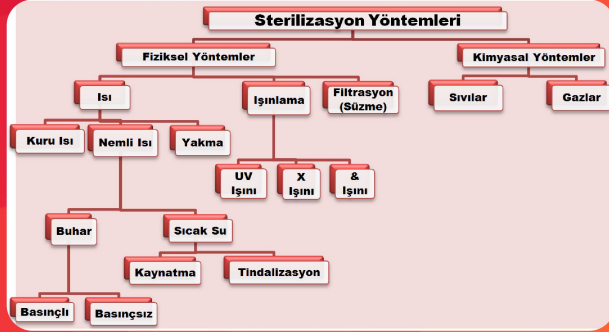 Sterilizasyon Yöntemleri
Fiziksel Yöntemler
Kimyasal Yöntemler
Isı
Işınlama
Filtrasyon
(Süzme)
Sıvılar
Gazlar
Kuru Isı
Nemli Isı
Yakma
UV
Işını
X
Işını
&
Işını
Buhar
Sıcak Su
Kaynatma
Tindalizasyon
Basınçlı
Basınçsız